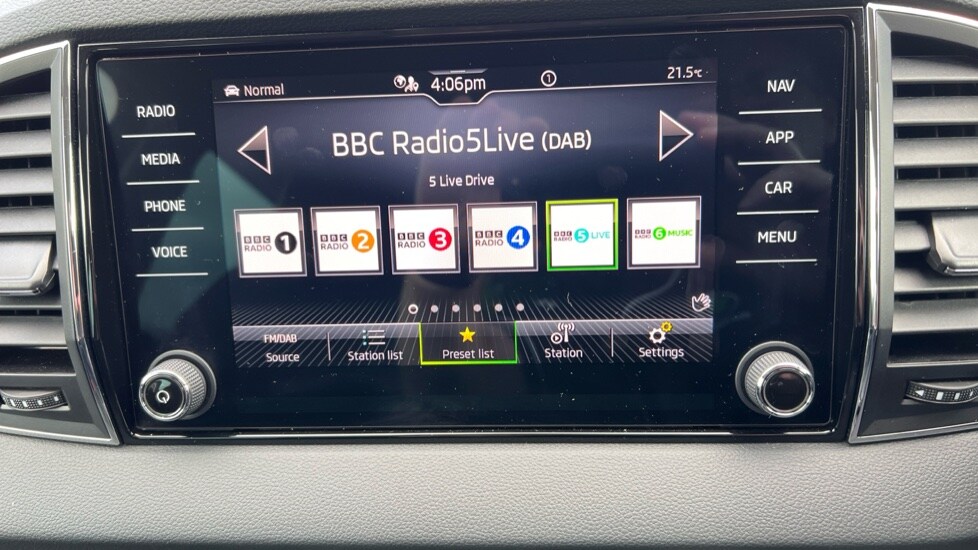 Normal
4:06pm
1
21.5°C
RADIO
MEDIA
PHONE
VOICE
BBC Radio5Live (DAB)
5 Live Drive
BBC RADIO 1
BBC RADIO 2
BBC RADIO 3
BBC RADIO 4
BBC RADIO 5 LIVE
BBC RADIO 6 MUSIC
FM/DAB
Source
Station list
Preset list
Station
Settings
NAV
APP
CAR
MENU